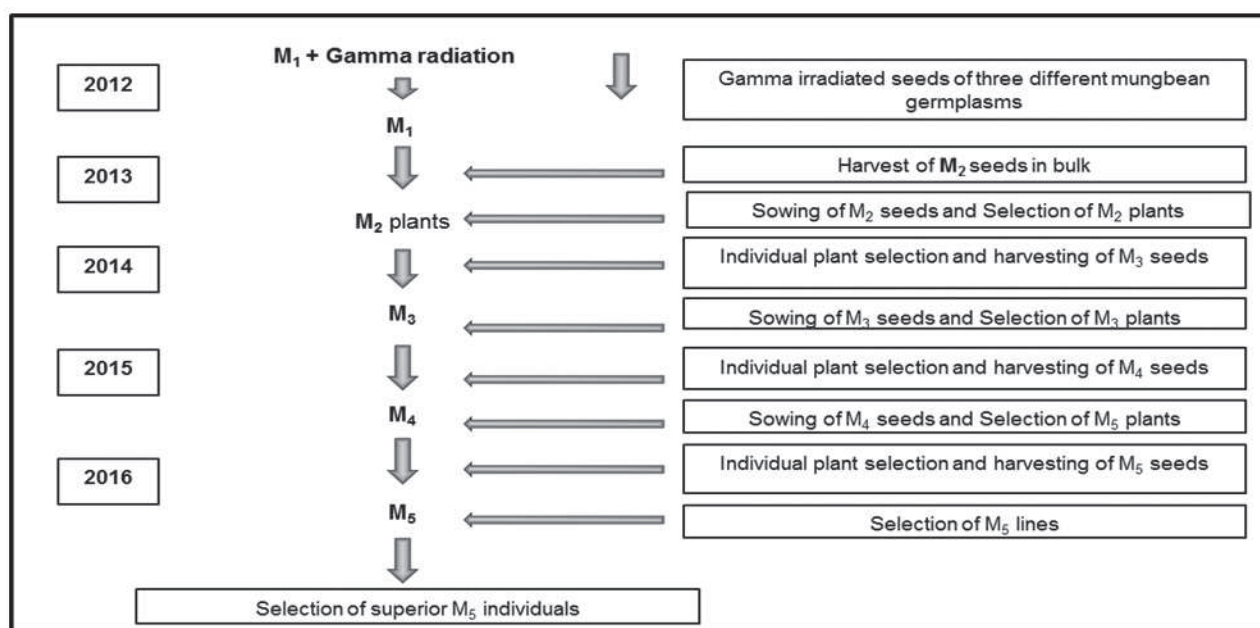 M₁ + Gamma radiation
2012
Gamma irradiated seeds of three different mungbean
germplasms
M₁
2013
Harvest of M₂ seeds in bulk
M₂ plants
Sowing of M₂ seeds and Selection of M₂ plants
2014
Individual plant selection and harvesting of M₃ seeds
M₃
Sowing of M₃ seeds and Selection of M₃ plants
2015
Individual plant selection and harvesting of M₄ seeds
M₄
Sowing of M₄ seeds and Selection of M₅ plants
2016
Individual plant selection and harvesting of M₅ seeds
M₅
Selection of M₅ lines
Selection of superior M₅ individuals